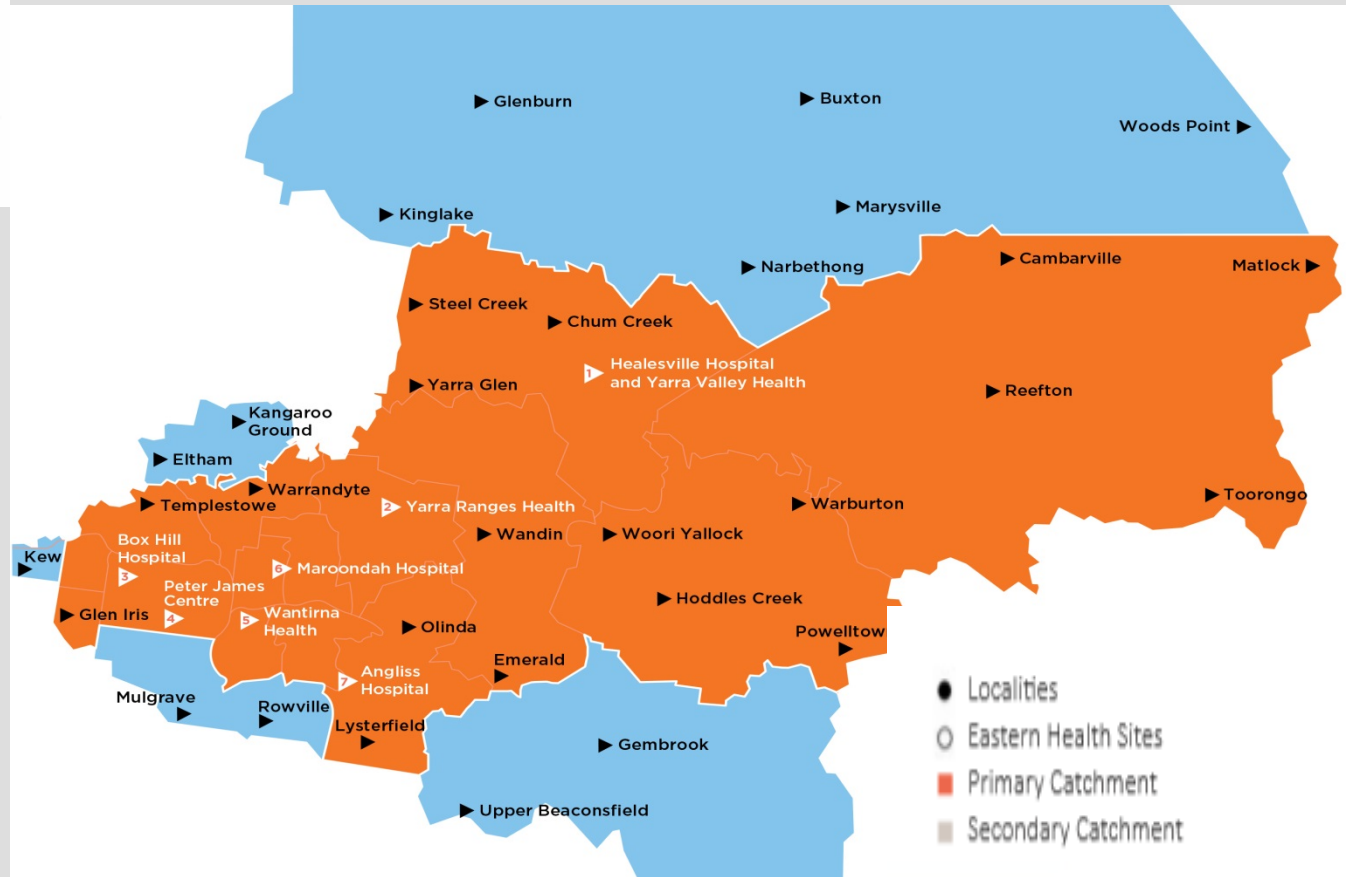 Glenburn
Buxton
Woods Point
Kinglake
Marysville
Narbethong
Cambarville
Matlock
Steel Creek
Chum Creek
1
Healesville Hospital
and Yarra Valley Health
Yarra Glen
Reefton
Kangaroo
Ground
Eltham
Warrandyte
Templestowe
2
Yarra Ranges Health
Warburton
Toorongo
Wandin
Woori Yallock
Kew
Box Hill
Hospital
3
6
Maroondah Hospital
Peter James
Centre
4
5
Wantirna
Health
Glen Iris
Hoddles Creek
Olinda
Powelltow
Emerald
7
Angliss
Hospital
Mulgrave
Rowville
Lysterfield
Gembrook
Upper Beaconsfield
Localities
Eastern Health Sites
Primary Catchment
Secondary Catchment